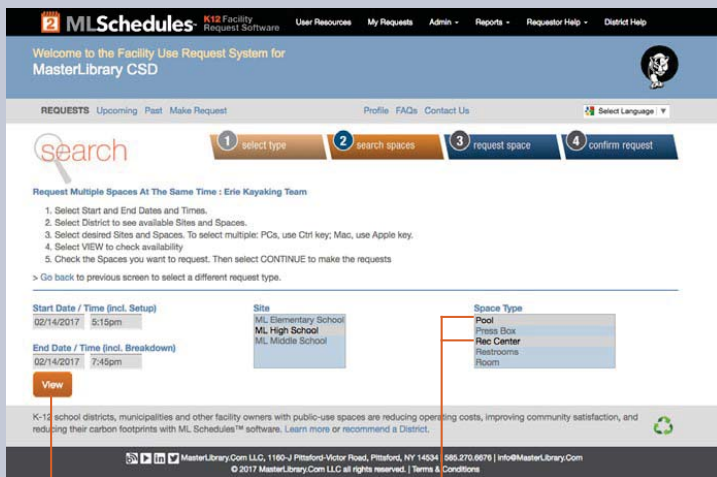 MLSchedules™ K12 Facility Request Software User Resources My Requests Admin Reports Requestor Help District Help
Welcome to the Facility Use Request System for
MasterLibrary CSD
REQUESTS Upcoming Past Make Request Profile FAQs Contact Us Select Language
search
1 select type 2 search spaces 3 request space 4 confirm request
Request Multiple Spaces At The Same Time : Erie Kayaking Team
1. Select Start and End Dates and Times.
2. Select District to see available Sites and Spaces.
3. Select desired Sites and Spaces. To select multiple: PCs, use Ctrl key; Mac, use Apple key.
4. Select VIEW to check availability
5. Check the Spaces you want to request. Then select CONTINUE to make the requests
> Go back to previous screen to select a different request type.
Start Date / Time (incl. Setup)
02/14/2017 5:15pm
End Date / Time (incl. Breakdown)
02/14/2017 7:45pm
View
Site
ML Elementary School
ML High School
ML Middle School
Space Type
Pool
Press Box
Rec Center
Restrooms
Room
K-12 school districts, municipalities and other facility owners with public-use spaces are reducing operating costs, improving community satisfaction, and
reducing their carbon footprints with ML Schedules™ software. Learn more or recommend a District.
MasterLibrary.Com LLC, 1160-J Pittsford-Victor Road, Pittsford, NY 14534 | 585.270.6676 | Info@MasterLibrary.Com
© 2017 MasterLibrary.Com LLC all rights reserved. | Terms & Conditions